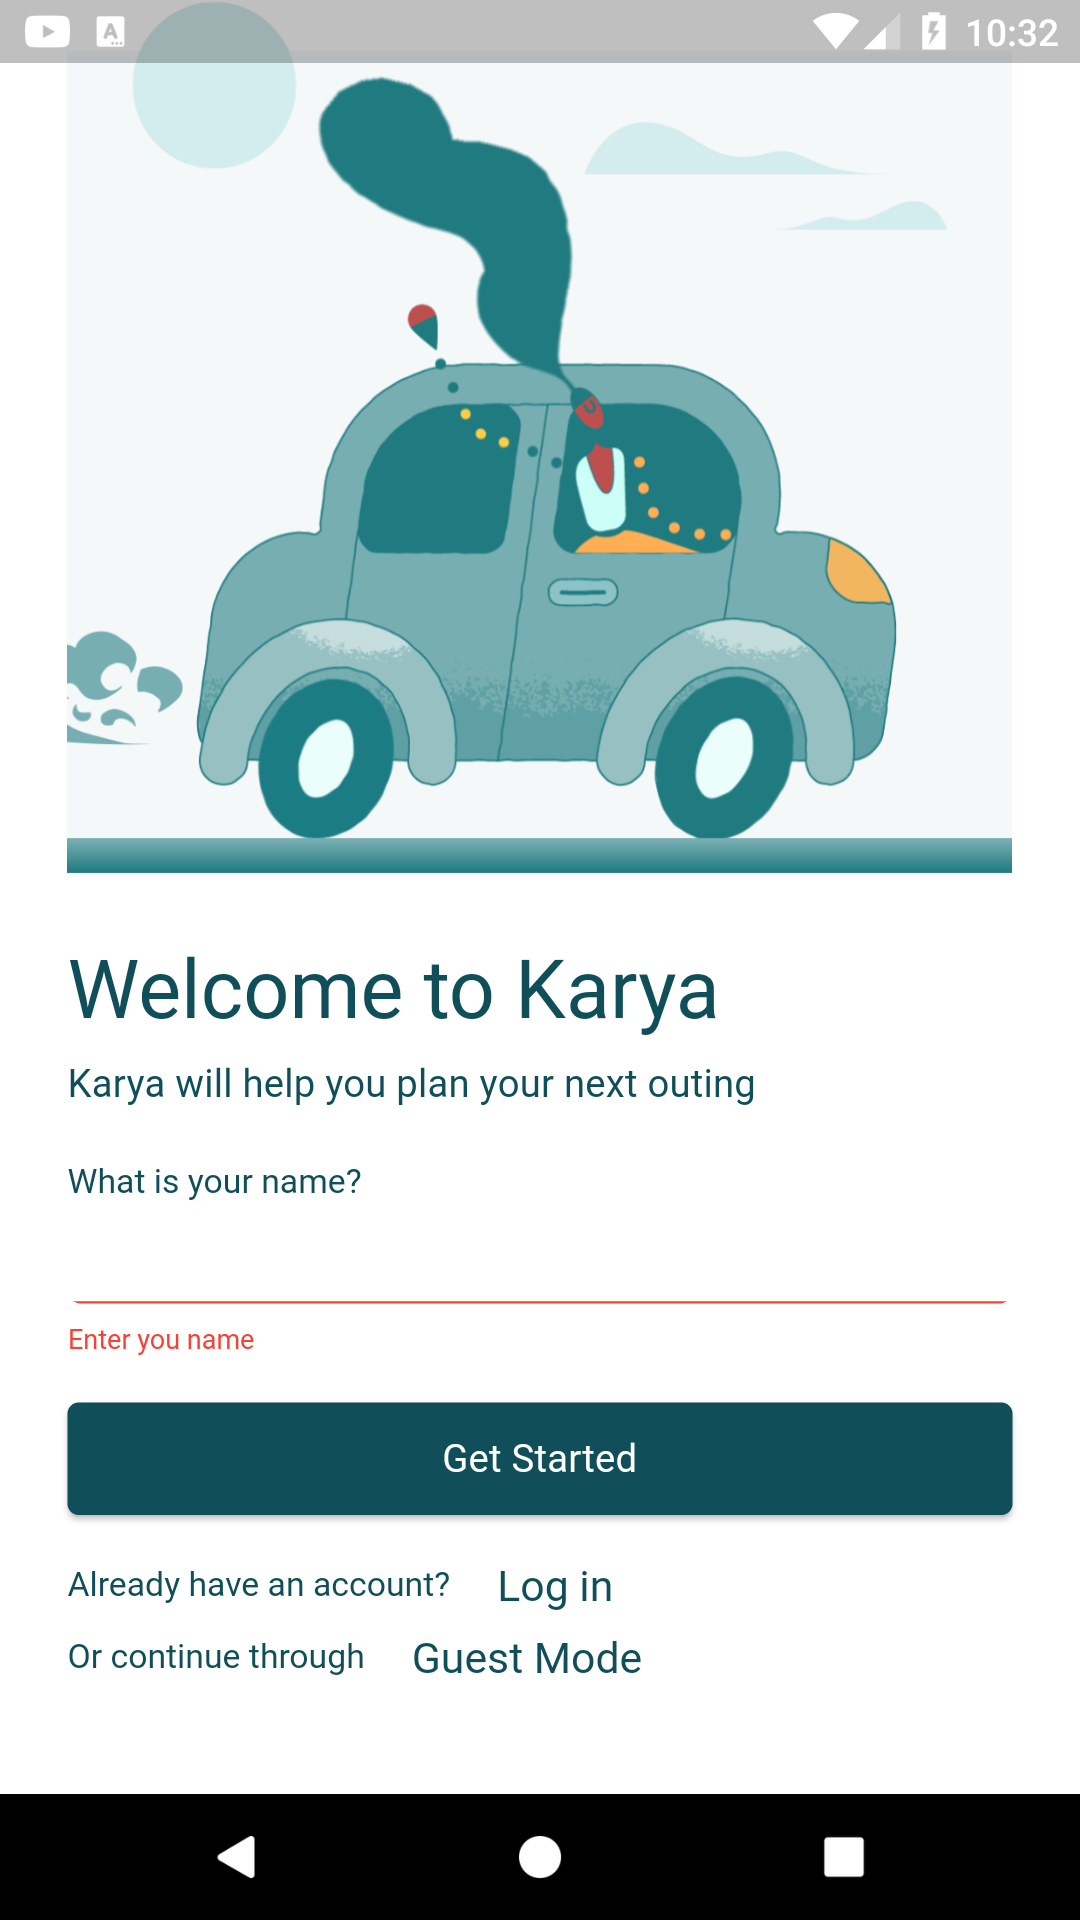 10:32
Welcome to Karya
Karya will help you plan your next outing
What is your name?
Enter you name
Get Started
Already have an account? Log in
Or continue through Guest Mode